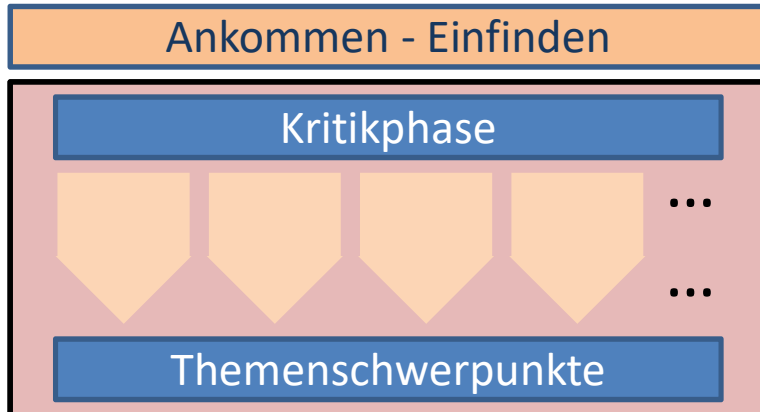 Ankommen - Einfinden
Kritikphase
...
...
Themenschwerpunkte